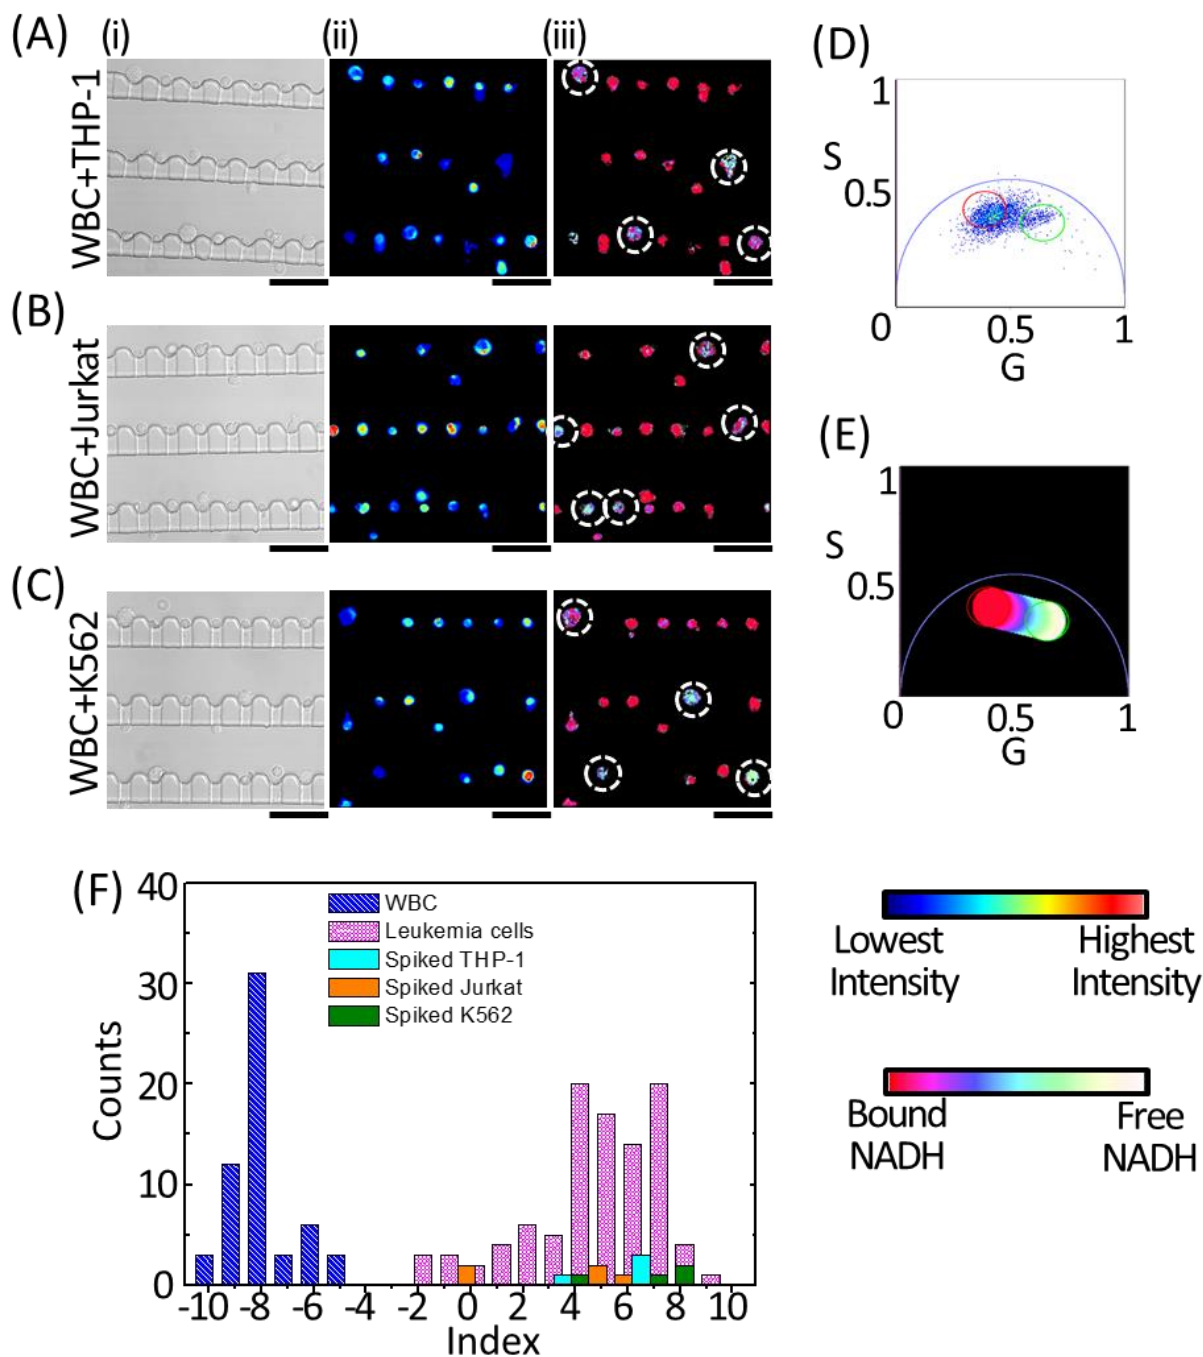 (A) (i) (ii) (iii) (D)
WBC+THP-1
1
S
0.5
0 0.5 1
G
(B)
WBC+Jurkat
(E)
1
S
0.5
0 0.5 1
G
(C)
WBC+K562
(F)
40
30
20
10
0
Counts
WBC
Leukemia cells
Spiked THP-1
Spiked Jurkat
Spiked K562
-10 -8 -6 -4 -2 0 2 4 6 8 10
Index
Lowest Highest
Intensity Intensity
Bound Free
NADH NADH